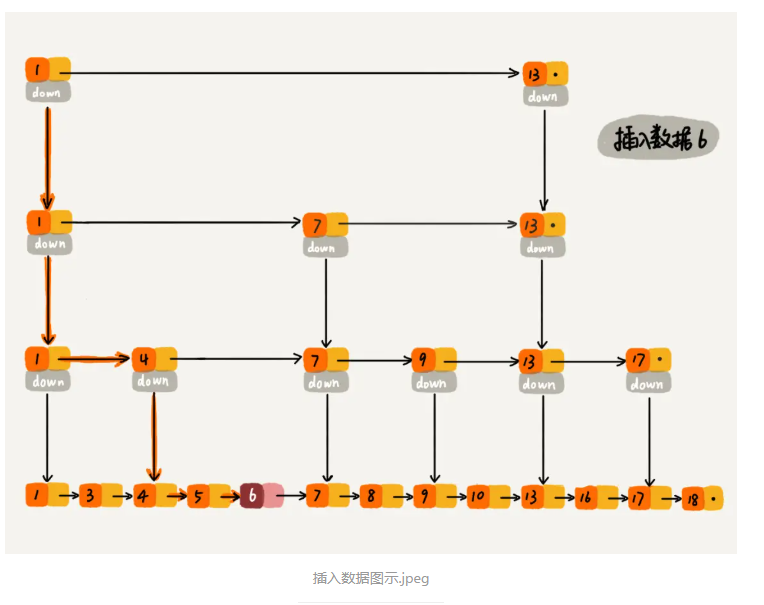 1 13
down down
插入数据6
1 7 13
down down down
1 4 7 9 13 17
down down down down down down
1 3 4 5 6 7 8 9 10 13 16 17 18
插入数据图示.jpeg